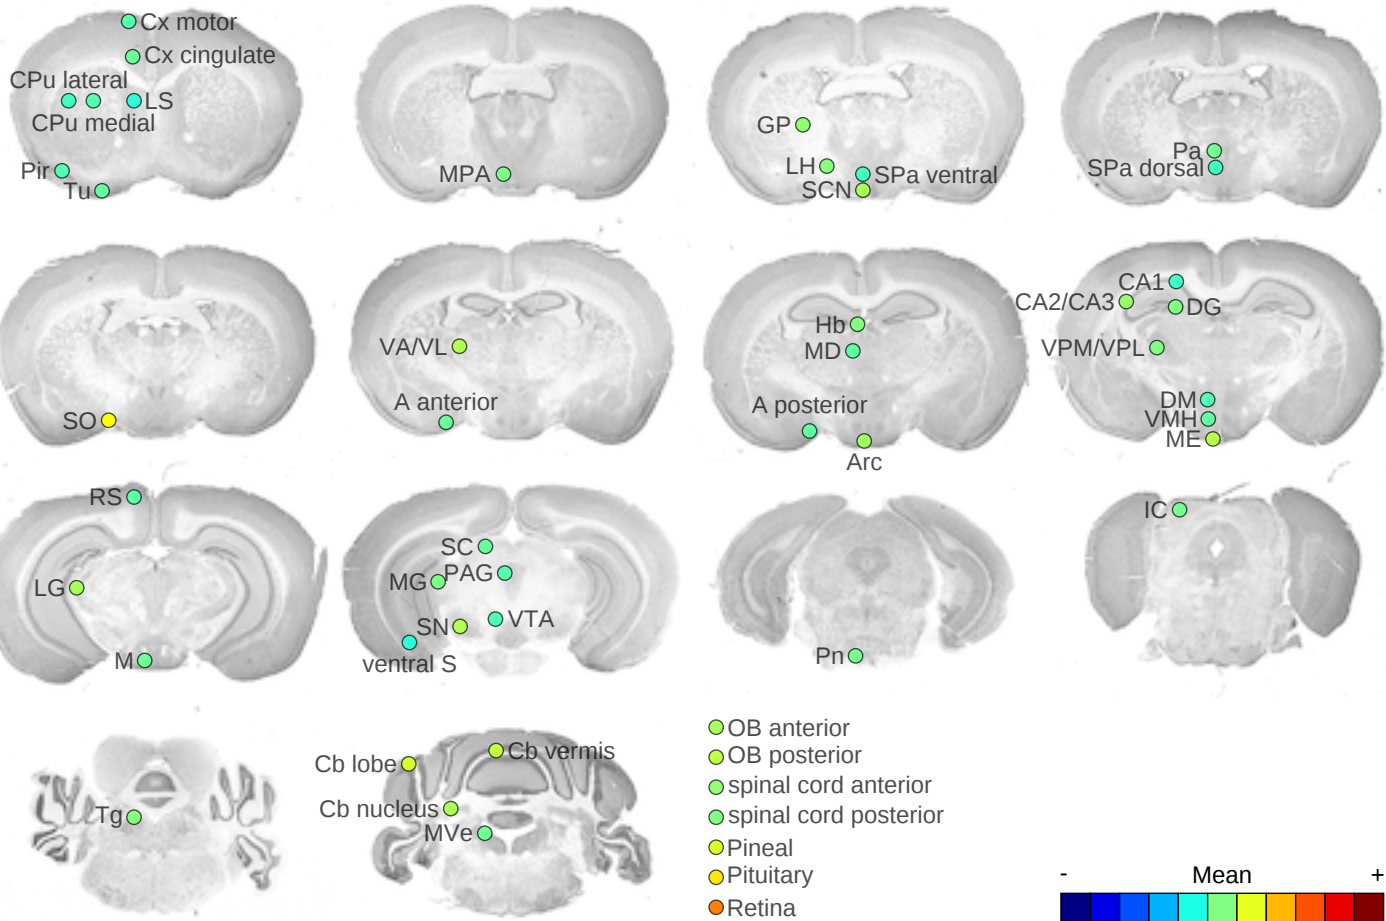 Cx motor
Cx cingulate
CPu lateral
LS
CPu medial
Pir
Tu
MPA
GP
LH
SPa ventral
SCN
Pa
SPa dorsal
SO
VA/VL
A anterior
Hb
MD
A posterior
Arc
CA1
CA2/CA3
DG
VPM/VPL
DM
VMH
ME
RS
LG
M
SC
MG
PAG
SN
VTA
ventral S
Pn
IC
Tg
Cb lobe
Cb vermis
Cb nucleus
MVe
OB anterior
OB posterior
spinal cord anterior
spinal cord posterior
Pineal
Pituitary
Retina
- Mean +